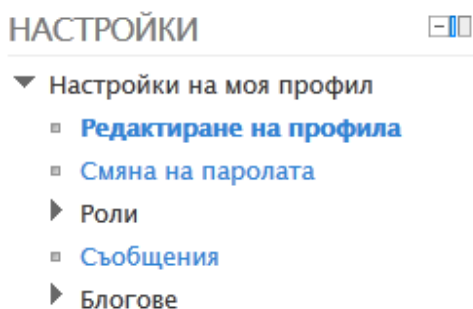 НАСТРОЙКИ
Настройки на моя профил
Редактиране на профила
Смяна на паролата
Роли
Съобщения
Блогове